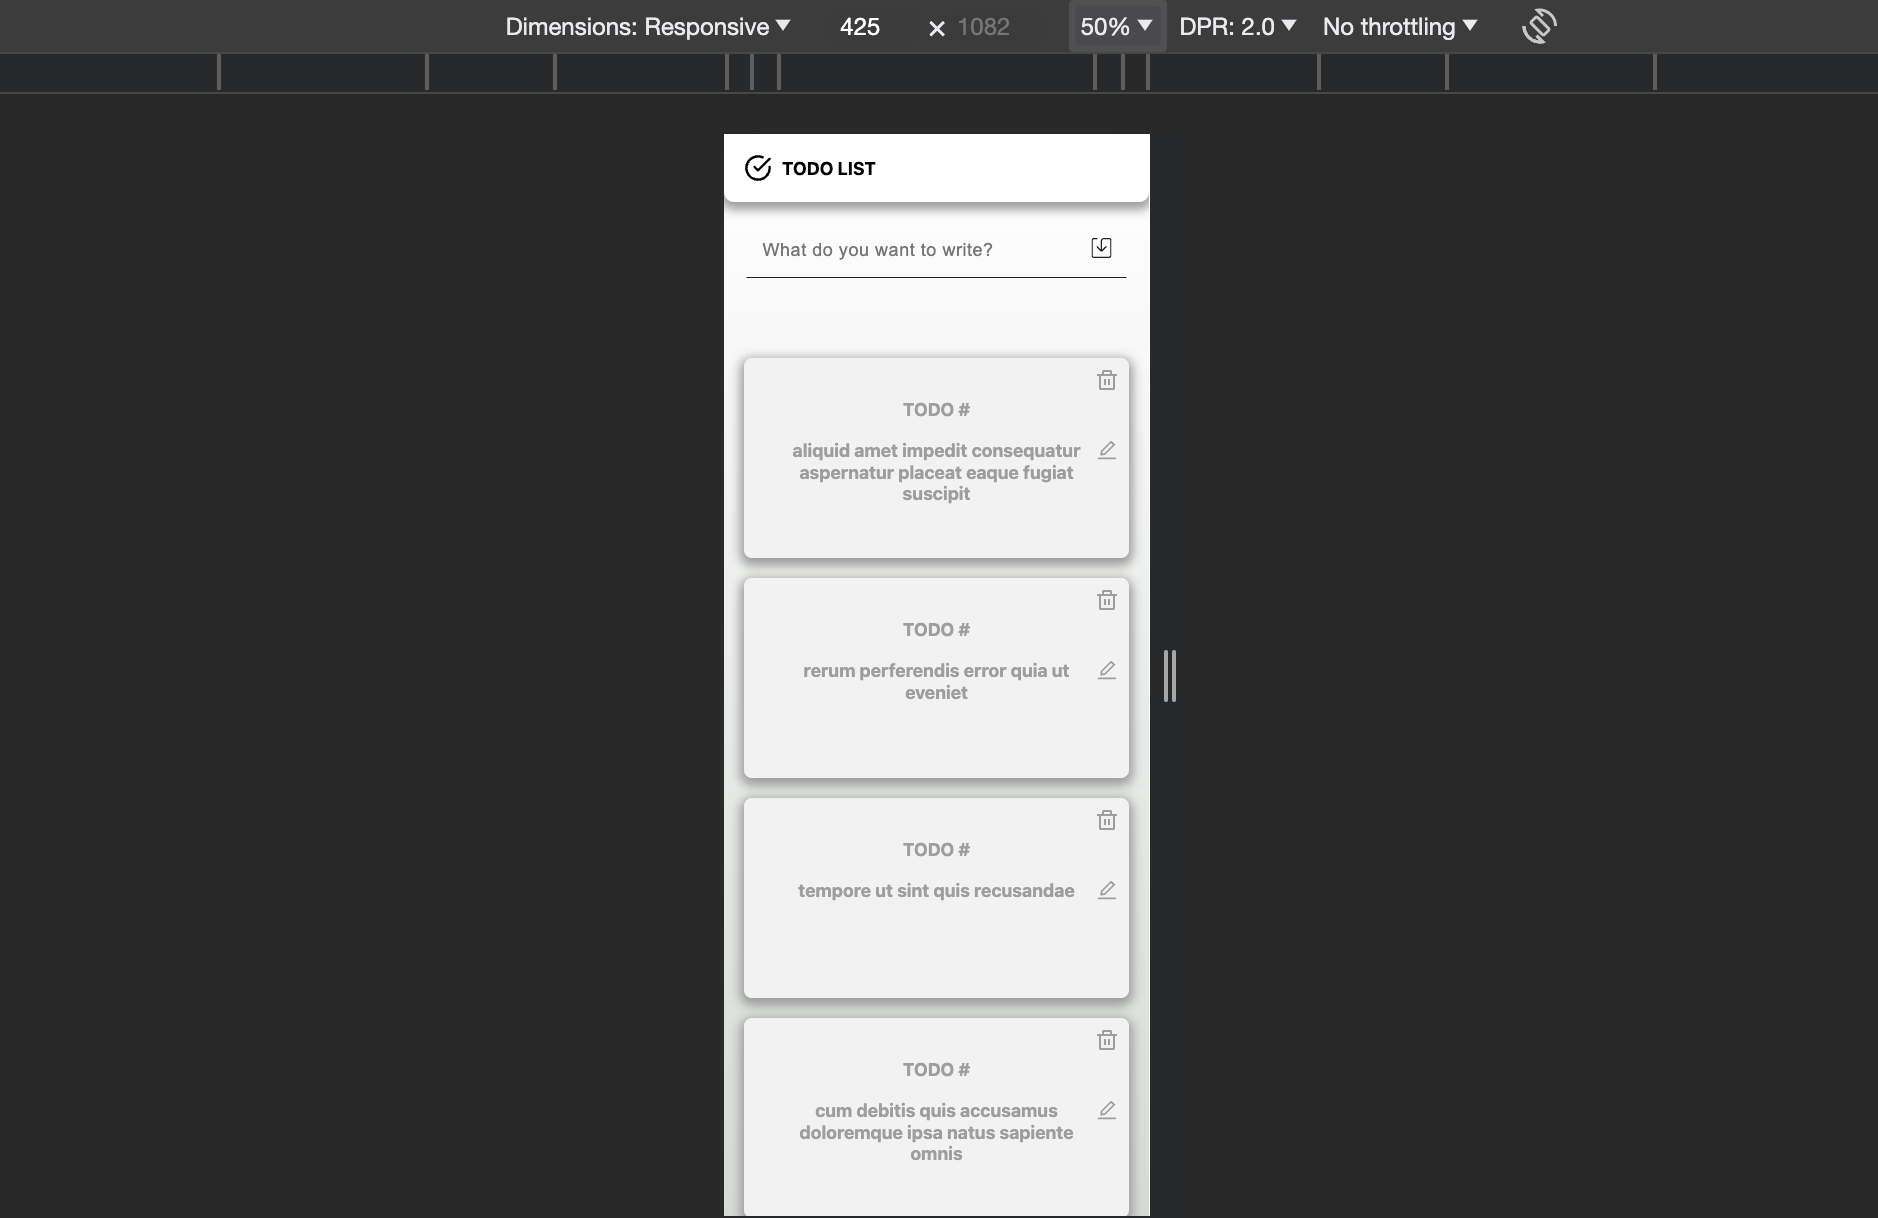 Dimensions: Responsive 425 × 1082 50% DPR: 2.0 No throttling
TODO LIST
What do you want to write?
TODO #
aliquid amet impedit consequatur
aspernatur placeat eaque fugiat
suscipit
TODO #
rerum perferendis error quia ut
eveniet
TODO #
tempore ut sint quis recusandae
TODO #
cum debitis quis accusamus
doloremque ipsa natus sapiente
omnis